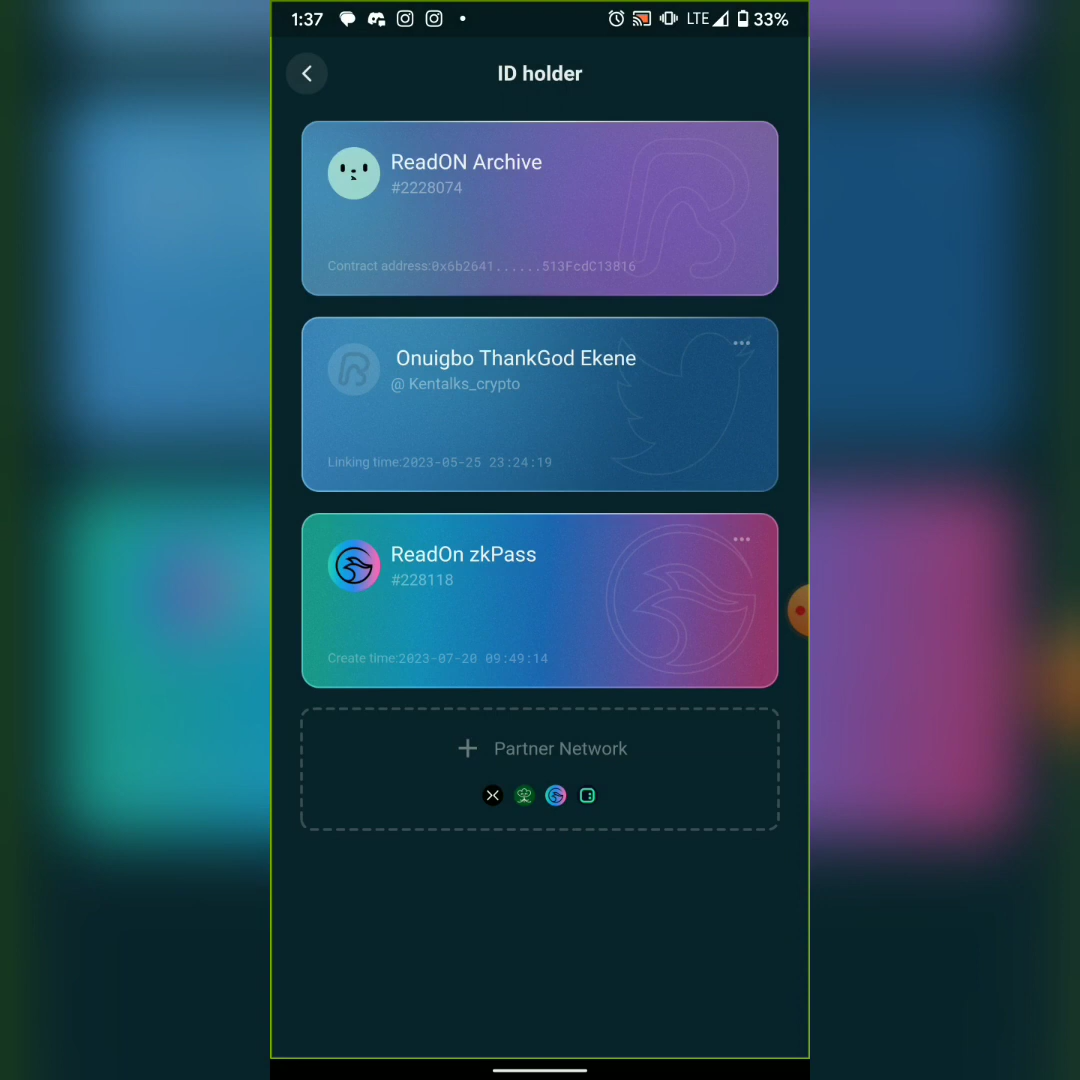 1:37 LTE 33%
ID holder
ReadON Archive
#2228074
Contract address:0x6b2641......513FcdC13816
Onuigbo ThankGod Ekene
@ Kentalks_crypto
Linking time:2023-05-25 23:24:19
ReadOn zkPass
#228118
Create time:2023-07-20 09:49:14
+ Partner Network